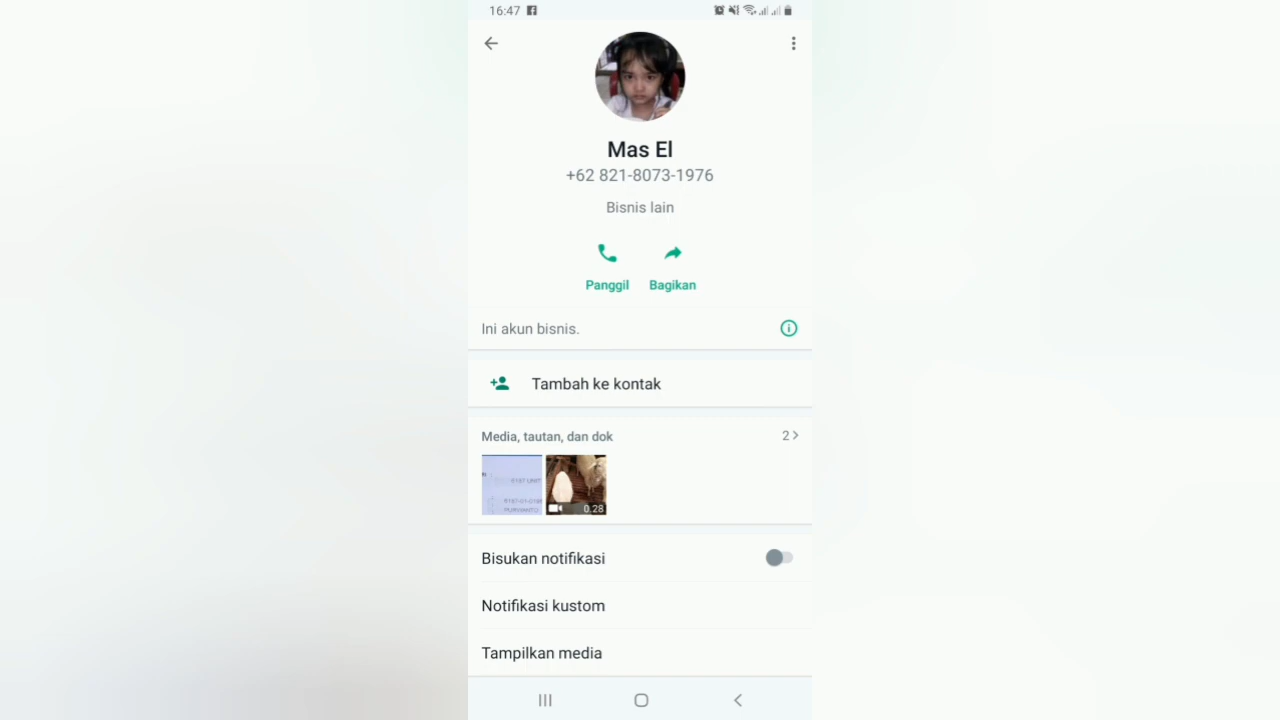 16:47
Mas El
+62 821-8073-1976
Bisnis lain
Panggil Bagikan
Ini akun bisnis.
Tambah ke kontak
Media, tautan, dan dok 2
0.28
Bisukan notifikasi
Notifikasi kustom
Tampilkan media